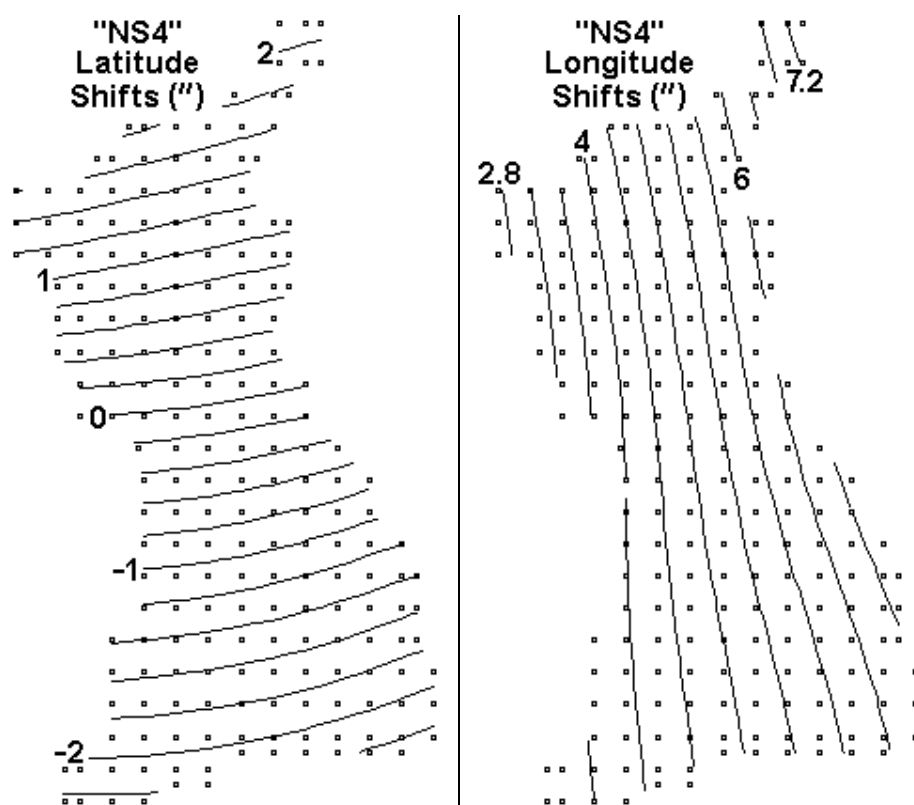 "NS4"
Latitude
Shifts (")
2
1
0
-1
-2
"NS4"
Longitude
Shifts (")
7.2
4
2.8
6